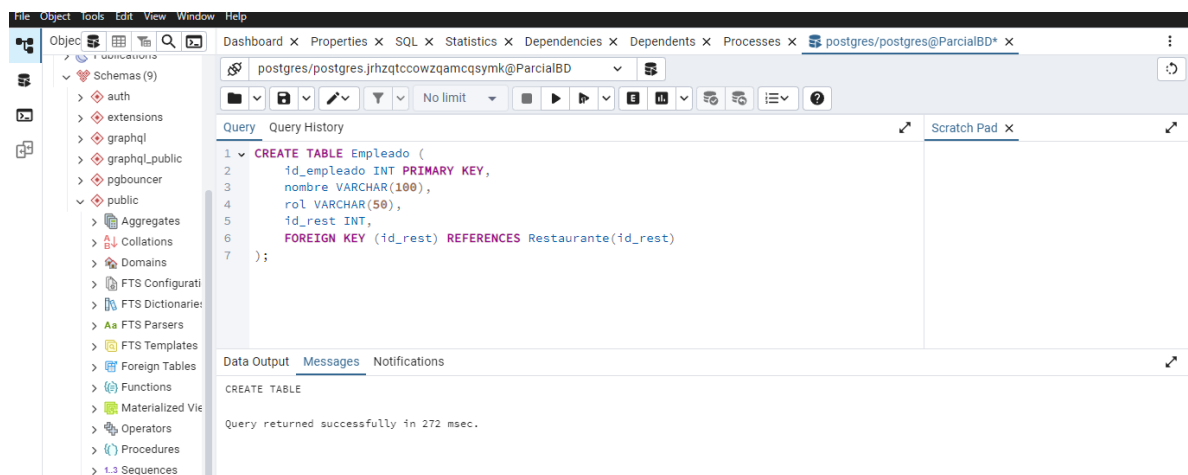 File Object Tools Edit View Window Help
Objec
Dashboard Properties SQL Statistics Dependencies Dependents Processes postgres/postgres@ParcialBD*
Publications
Schemas (9)
auth
extensions
graphql
graphql_public
pgbouncer
public
Aggregates
Collations
Domains
FTS Configurati
FTS Dictionaries
FTS Parsers
FTS Templates
Foreign Tables
Functions
Materialized Vie
Operators
Procedures
1..3 Sequences
postgres/postgres.jrhzqtccowzqamcqsymk@ParcialBD
No limit
Query Query History
Scratch Pad
1 CREATE TABLE Empleado (
2 id_empleado INT PRIMARY KEY,
3 nombre VARCHAR(100),
4 rol VARCHAR(50),
5 id_rest INT,
6 FOREIGN KEY (id_rest) REFERENCES Restaurante(id_rest)
7 );
Data Output Messages Notifications
CREATE TABLE
Query returned successfully in 272 msec.